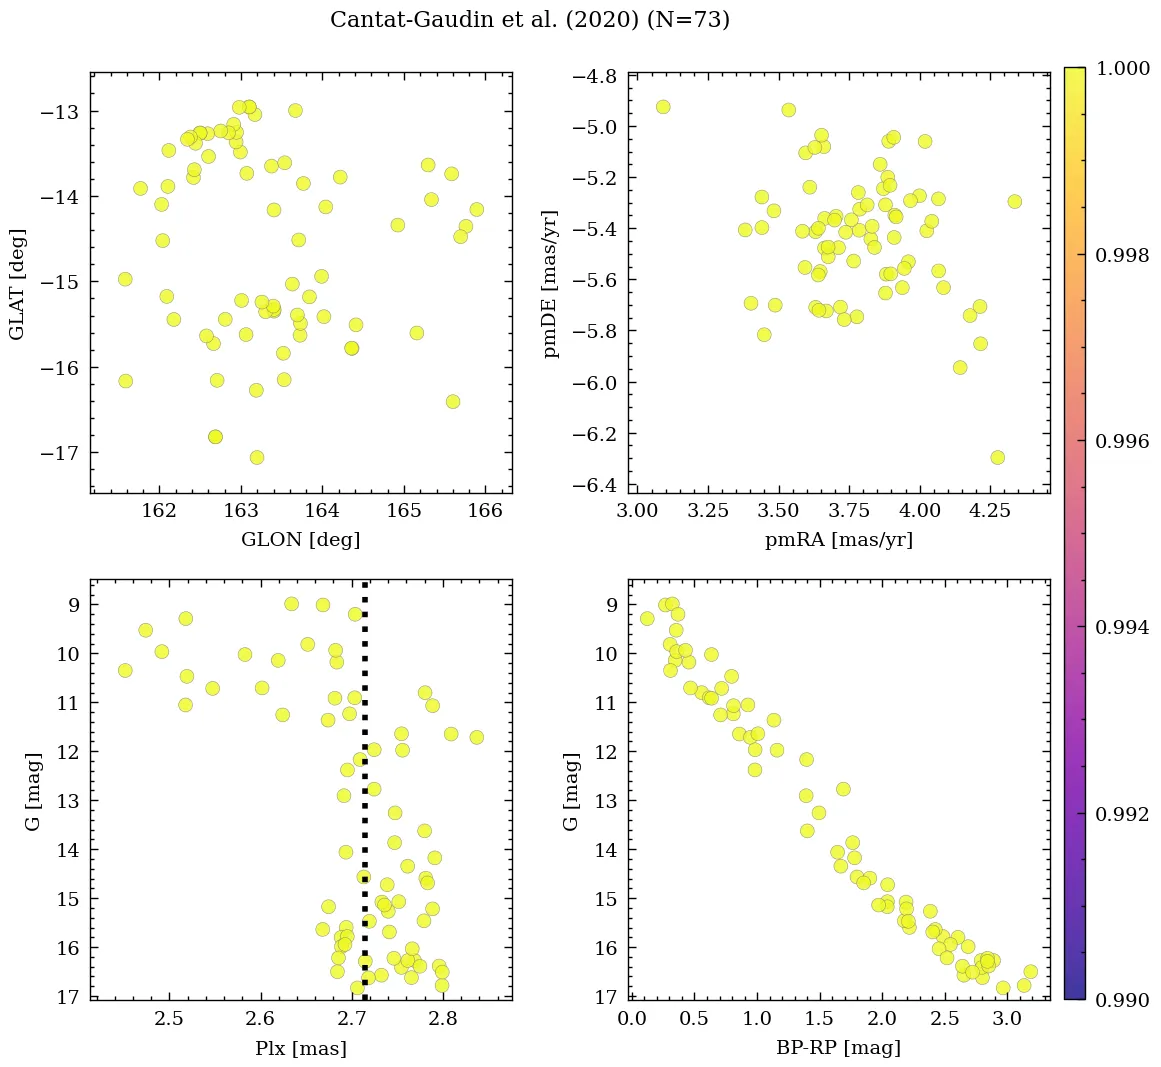 Cantat-Gaudin et al. (2020) (N=73)
−13
−14
−15
−16
−17
GLAT [deg]
162 163 164 165 166
GLON [deg]
−4.8
−5.0
−5.2
−5.4
−5.6
−5.8
−6.0
−6.2
−6.4
pmDE [mas/yr]
3.00 3.25 3.50 3.75 4.00 4.25
pmRA [mas/yr]
9
10
11
12
13
14
15
16
17
G [mag]
2.5 2.6 2.7 2.8
Plx [mas]
9
10
11
12
13
14
15
16
17
G [mag]
0.0 0.5 1.0 1.5 2.0 2.5 3.0
BP-RP [mag]
1.000
0.998
0.996
0.994
0.992
0.990